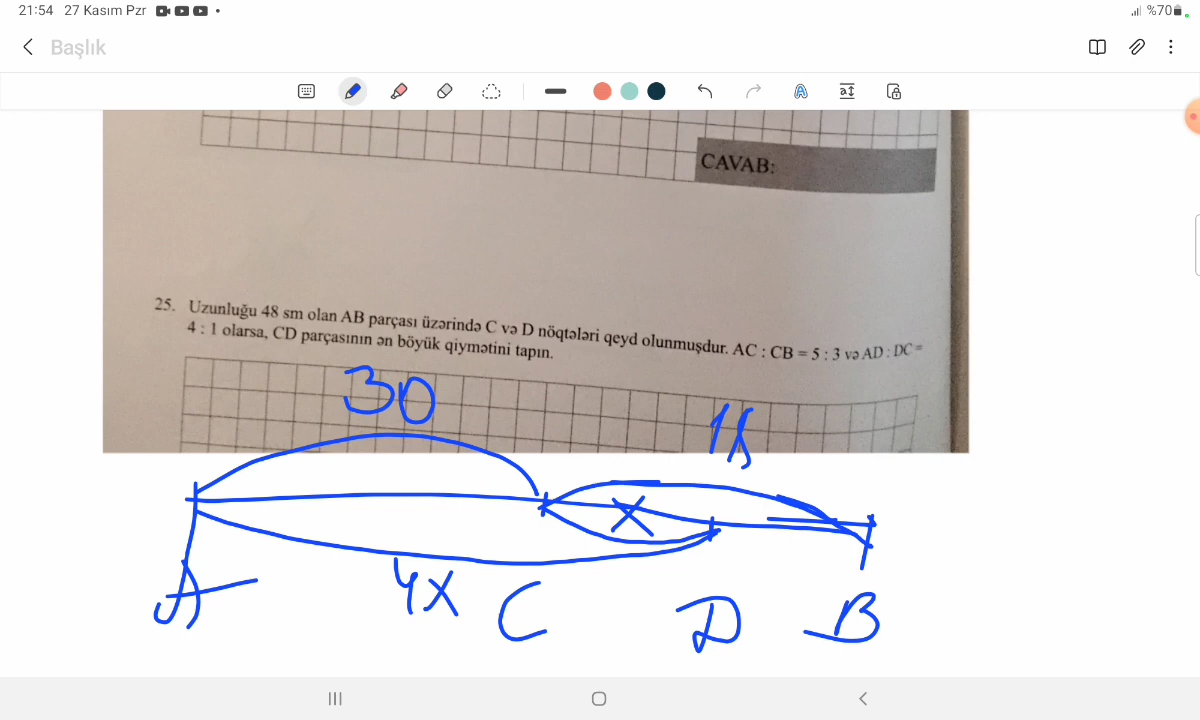 21:54 27 Kasım Pzr
%70
Başlık
CAVAB:
25. Uzunluğu 48 sm olan AB parçası üzərində C və D nöqtələri qeyd olunmuşdur. AC : CB = 5 : 3 və AD : DC =
4 : 1 olarsa, CD parçasının ən böyük qiymətini tapın.
30
18
X
4X
A C D B